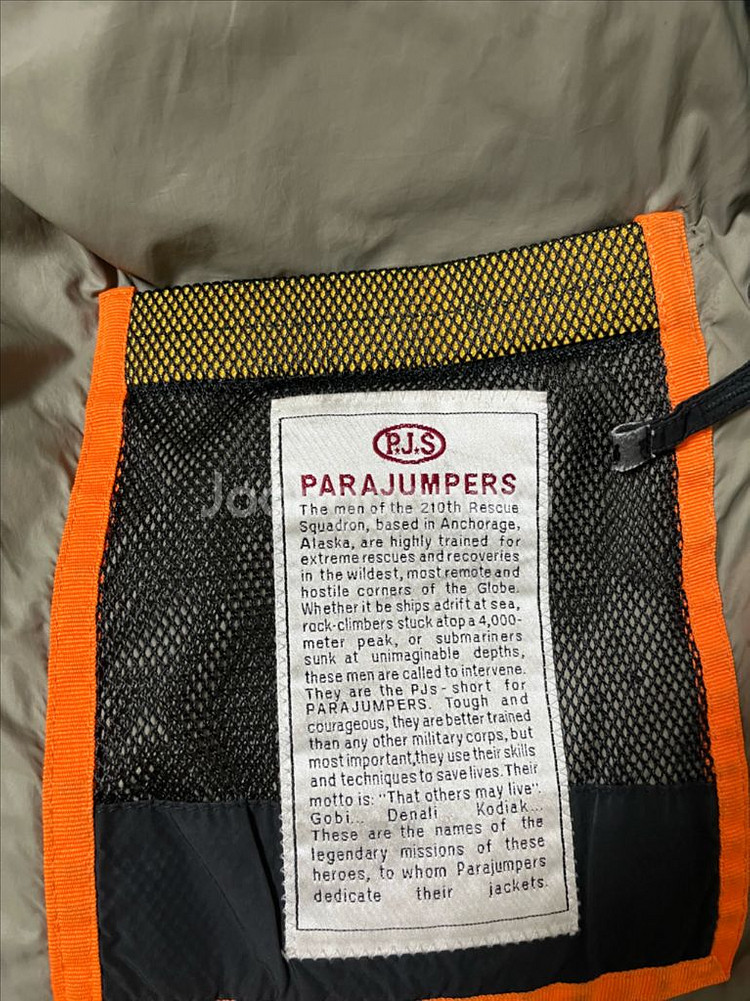 P.J.S
PARAJUMPERS
The men of the 210th Rescue
Squadron, based in Anchorage,
Alaska, are highly trained for
extreme rescues and recoveries
in the wildest, most remote and
hostile corners of the Globe.
Whether it be ships adrift at sea,
rock-climbers stuck atop a 4,000-
meter peak, or submariners
sunk at unimaginable depths,
these men are called to intervene.
They are the PJs - short for
PARAJUMPERS. Tough and
courageous, they are better trained
than any other military corps, but
most important,they use their skills
and techniques to save lives. Their
motto is: "That others may live".
Gobi... Denali Kodiak...
These are the names of the
legendary missions of these
heroes, to whom Parajumpers
dedicate their jackets.